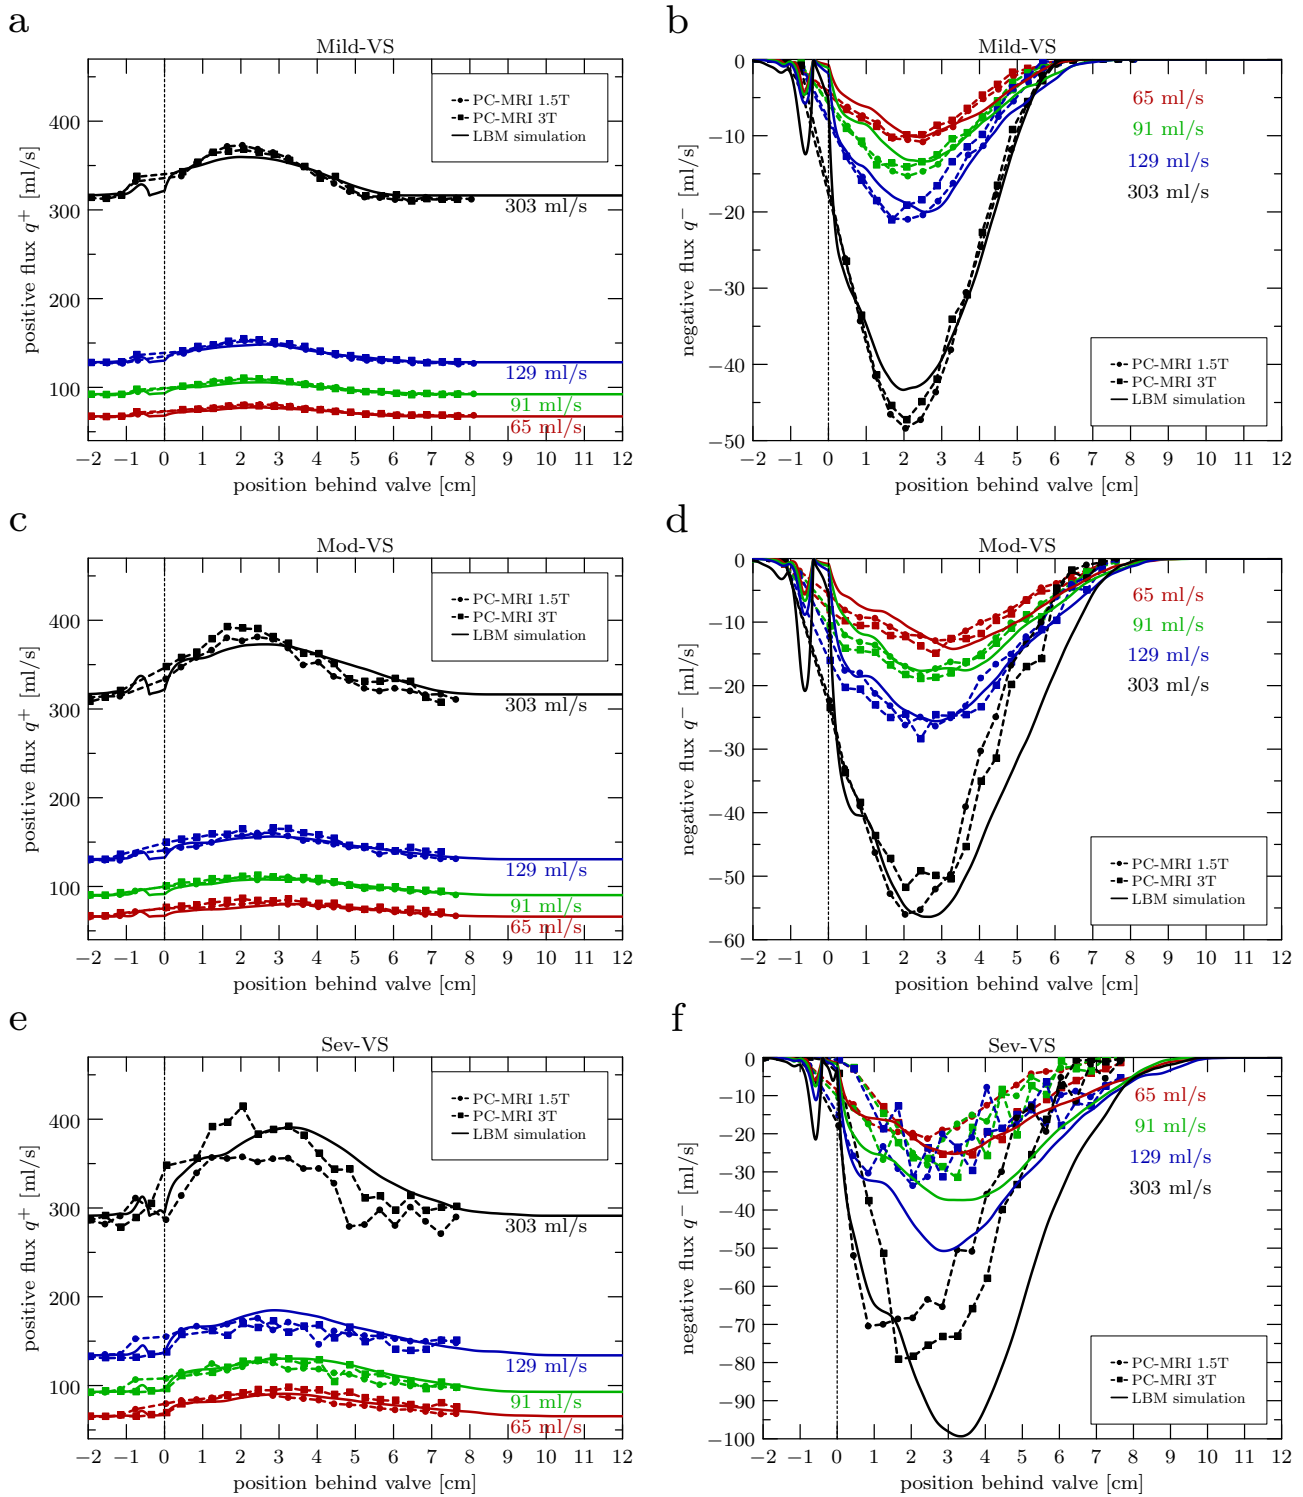 a
Mild-VS
positive flux q⁺ [ml/s]
400
300
200
100
PC-MRI 1.5T
PC-MRI 3T
LBM simulation
303 ml/s
129 ml/s
91 ml/s
65 ml/s
−2 −1 0 1 2 3 4 5 6 7 8 9 10 11 12
position behind valve [cm]
b
Mild-VS
negative flux q⁻ [ml/s]
0
−10
−20
−30
−40
−50
65 ml/s
91 ml/s
129 ml/s
303 ml/s
PC-MRI 1.5T
PC-MRI 3T
LBM simulation
−2 −1 0 1 2 3 4 5 6 7 8 9 10 11 12
position behind valve [cm]
c
Mod-VS
positive flux q⁺ [ml/s]
400
300
200
100
PC-MRI 1.5T
PC-MRI 3T
LBM simulation
303 ml/s
129 ml/s
91 ml/s
65 ml/s
−2 −1 0 1 2 3 4 5 6 7 8 9 10 11 12
position behind valve [cm]
d
Mod-VS
negative flux q⁻ [ml/s]
0
−10
−20
−30
−40
−50
−60
65 ml/s
91 ml/s
129 ml/s
303 ml/s
PC-MRI 1.5T
PC-MRI 3T
LBM simulation
−2 −1 0 1 2 3 4 5 6 7 8 9 10 11 12
position behind valve [cm]
e
Sev-VS
positive flux q⁺ [ml/s]
400
300
200
100
PC-MRI 1.5T
PC-MRI 3T
LBM simulation
303 ml/s
129 ml/s
91 ml/s
65 ml/s
−2 −1 0 1 2 3 4 5 6 7 8 9 10 11 12
position behind valve [cm]
f
Sev-VS
negative flux q⁻ [ml/s]
0
−10
−20
−30
−40
−50
−60
−70
−80
−90
−100
65 ml/s
91 ml/s
129 ml/s
303 ml/s
PC-MRI 1.5T
PC-MRI 3T
LBM simulation
−2 −1 0 1 2 3 4 5 6 7 8 9 10 11 12
position behind valve [cm]